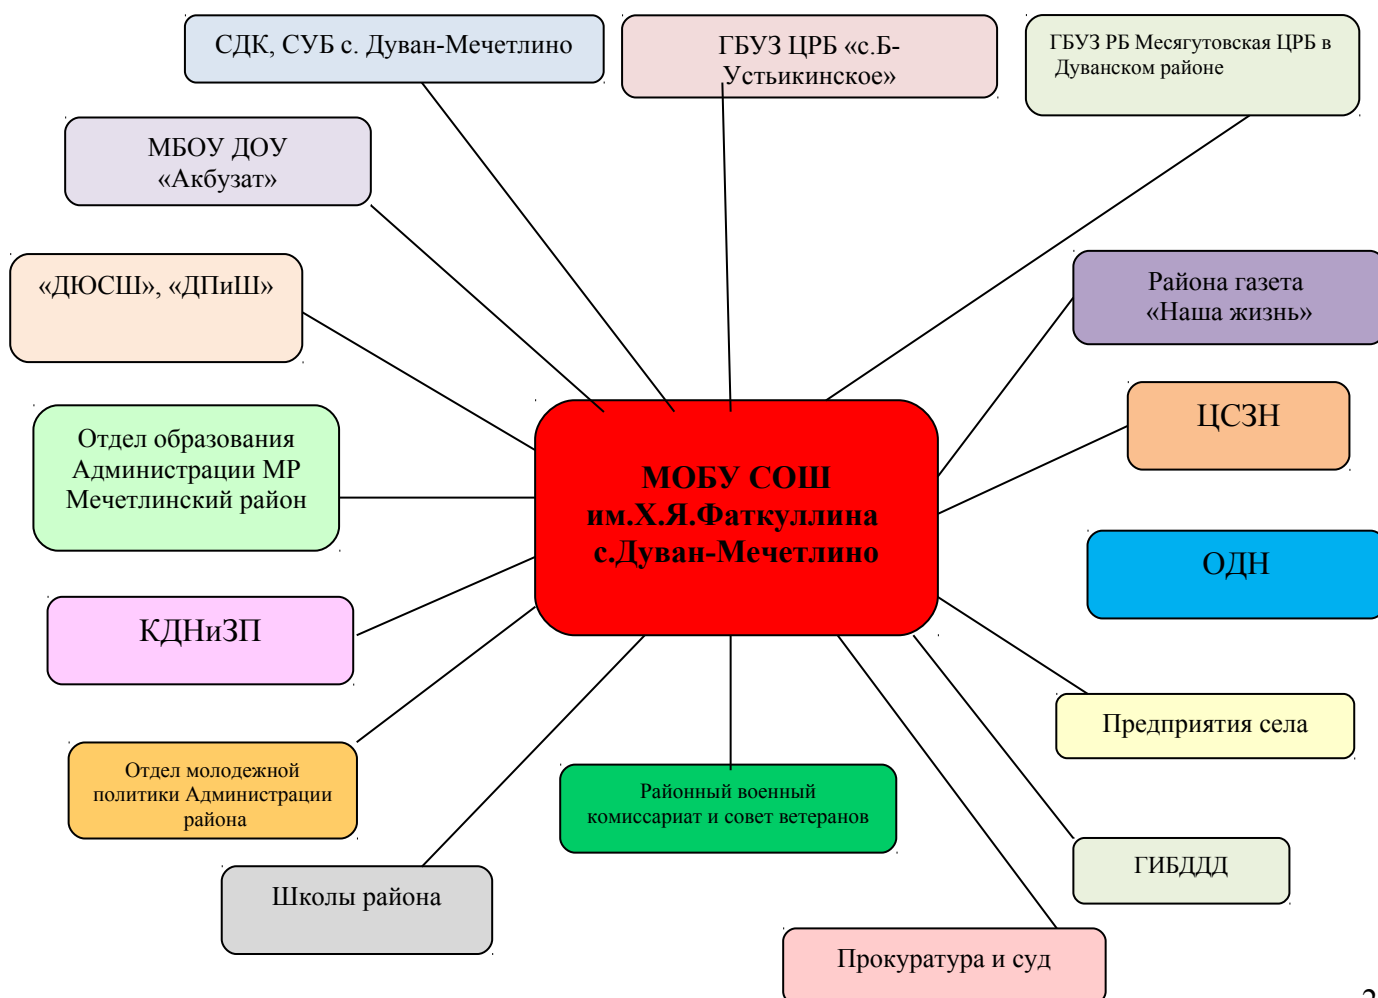 СДК, СУБ с. Дуван-Мечетлино
ГБУЗ ЦРБ «с.Б-
Устьикинское»
ГБУЗ РБ Месягутовская ЦРБ в
Дуванском районе
МБОУ ДОУ
«Акбузат»
«ДЮСШ», «ДПиШ»
Района газета
«Наша жизнь»
ЦСЗН
Отдел образования
Администрации МР
Мечетлинский район
МОБУ СОШ
им.Х.Я.Фаткуллина
с.Дуван-Мечетлино
ОДН
КДНиЗП
Предприятия села
Отдел молодежной
политики Администрации
района
Районный военный
комиссариат и совет ветеранов
ГИБДДД
Школы района
Прокуратура и суд
2